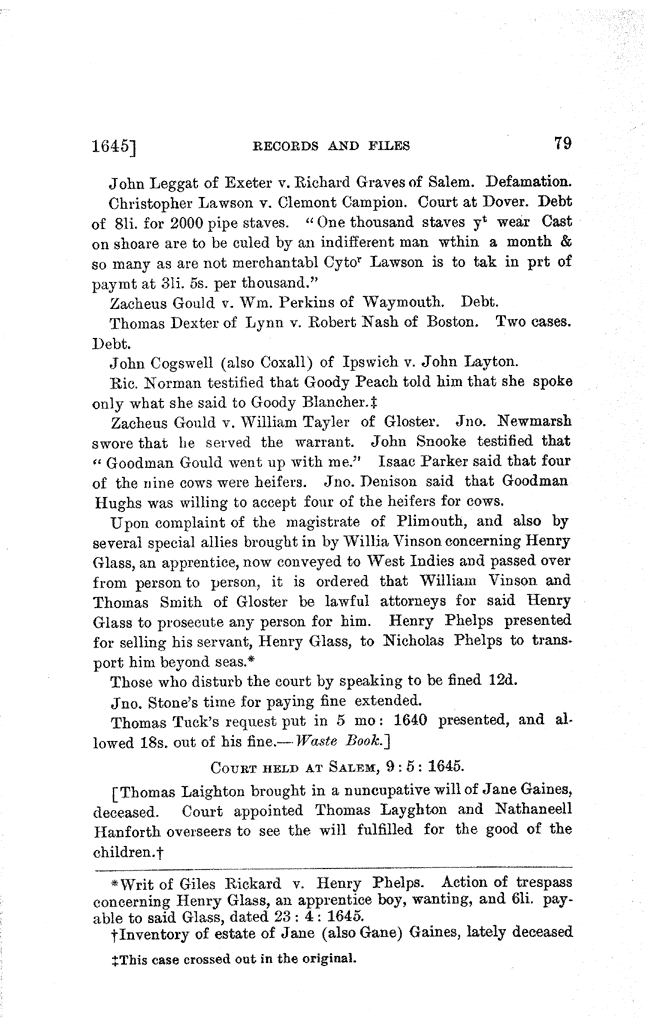 1645] RECORDS AND FILES 79
John Leggat of Exeter v. Richard Graves of Salem. Defamation.
Christopher Lawson v. Clemont Campion. Court at Dover. Debt
of 8li. for 2000 pipe staves. "One thousand staves yᵗ wear Cast
on shoare are to be culed by an indifferent man wthin a month &
so many as are not merchantabl Cytoʳ Lawson is to tak in prt of
paymt at 3li. 5s. per thousand."
Zacheus Gould v. Wm. Perkins of Waymouth. Debt.
Thomas Dexter of Lynn v. Robert Nash of Boston. Two cases.
Debt.
John Cogswell (also Coxall) of Ipswich v. John Layton.
Ric. Norman testified that Goody Peach told him that she spoke
only what she said to Goody Blancher.‡
Zacheus Gould v. William Tayler of Gloster. Jno. Newmarsh
swore that he served the warrant. John Snooke testified that
"Goodman Gould went up with me." Isaac Parker said that four
of the nine cows were heifers. Jno. Denison said that Goodman
Hughs was willing to accept four of the heifers for cows.
Upon complaint of the magistrate of Plimouth, and also by
several special allies brought in by Willia Vinson concerning Henry
Glass, an apprentice, now conveyed to West Indies and passed over
from person to person, it is ordered that William Vinson and
Thomas Smith of Gloster be lawful attorneys for said Henry
Glass to prosecute any person for him. Henry Phelps presented
for selling his servant, Henry Glass, to Nicholas Phelps to trans-
port him beyond seas.*
Those who disturb the court by speaking to be fined 12d.
Jno. Stone's time for paying fine extended.
Thomas Tuck's request put in 5 mo: 1640 presented, and al-
lowed 18s. out of his fine.—Waste Book.]
COURT HELD AT SALEM, 9:5:1645.
[Thomas Laighton brought in a nuncupative will of Jane Gaines,
deceased. Court appointed Thomas Layghton and Nathaneell
Hanforth overseers to see the will fulfilled for the good of the
children.†
*Writ of Giles Rickard v. Henry Phelps. Action of trespass
concerning Henry Glass, an apprentice boy, wanting, and 6li. pay-
able to said Glass, dated 23:4:1645.
†Inventory of estate of Jane (also Gane) Gaines, lately deceased
‡This case crossed out in the original.